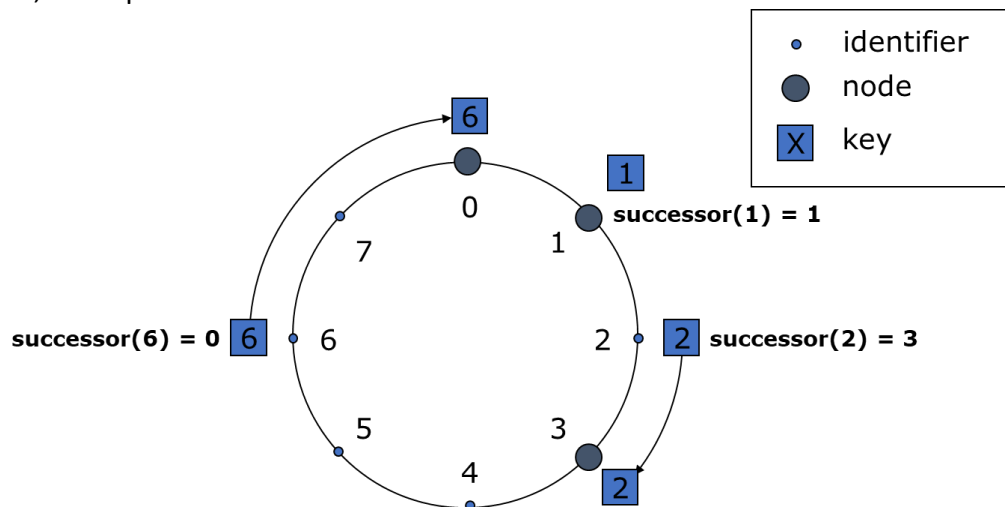 identifier
node
X key
6
1
0
successor(1) = 1
1
7
successor(6) = 0 6 6
2 2 successor(2) = 3
5
3
4
2